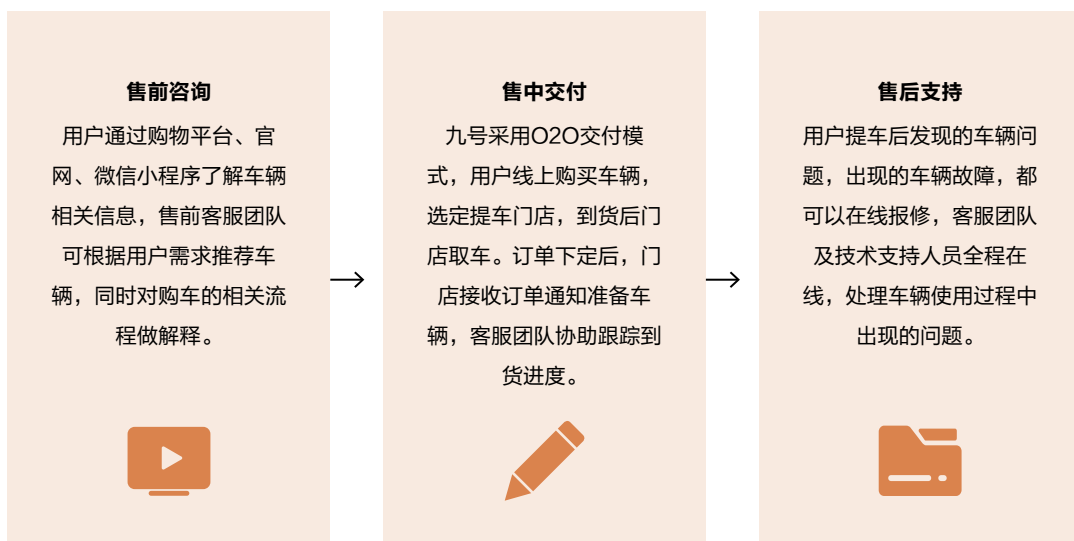 售前咨询
用户通过购物平台、官
网、微信小程序了解车辆
相关信息，售前客服团队
可根据用户需求推荐车
辆，同时对购车的相关流
程做解释。
售中交付
九号采用O2O交付模
式，用户线上购买车辆，
选定提车门店，到货后门
店取车。订单下定后，门
店接收订单通知准备车
辆，客服团队协助跟踪到
货进度。
售后支持
用户提车后发现的车辆问
题，出现的车辆故障，都
可以在线报修，客服团队
及技术支持人员全程在
线，处理车辆使用过程中
出现的问题。